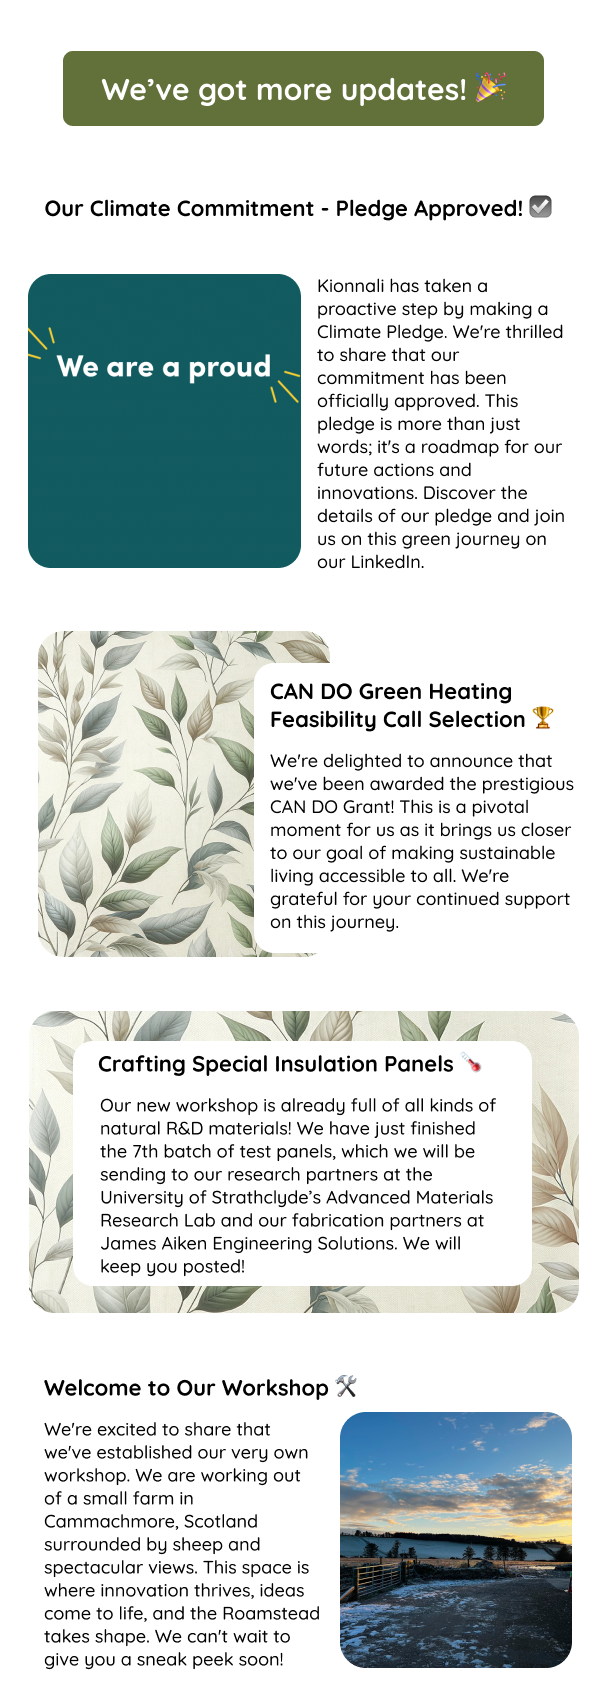 We’ve got more updates! 🎉
Our Climate Commitment - Pledge Approved! ☑️
We are a proud
Kionnali has taken a
proactive step by making a
Climate Pledge. We're thrilled
to share that our
commitment has been
officially approved. This
pledge is more than just
words; it's a roadmap for our
future actions and
innovations. Discover the
details of our pledge and join
us on this green journey on
our LinkedIn.
CAN DO Green Heating
Feasibility Call Selection 🏆
We're delighted to announce that
we've been awarded the prestigious
CAN DO Grant! This is a pivotal
moment for us as it brings us closer
to our goal of making sustainable
living accessible to all. We're
grateful for your continued support
on this journey.
Crafting Special Insulation Panels 🌡️
Our new workshop is already full of all kinds of
natural R&D materials! We have just finished
the 7th batch of test panels, which we will be
sending to our research partners at the
University of Strathclyde’s Advanced Materials
Research Lab and our fabrication partners at
James Aiken Engineering Solutions. We will
keep you posted!
Welcome to Our Workshop 🛠️
We're excited to share that
we've established our very own
workshop. We are working out
of a small farm in
Cammachmore, Scotland
surrounded by sheep and
spectacular views. This space is
where innovation thrives, ideas
come to life, and the Roamstead
takes shape. We can't wait to
give you a sneak peek soon!